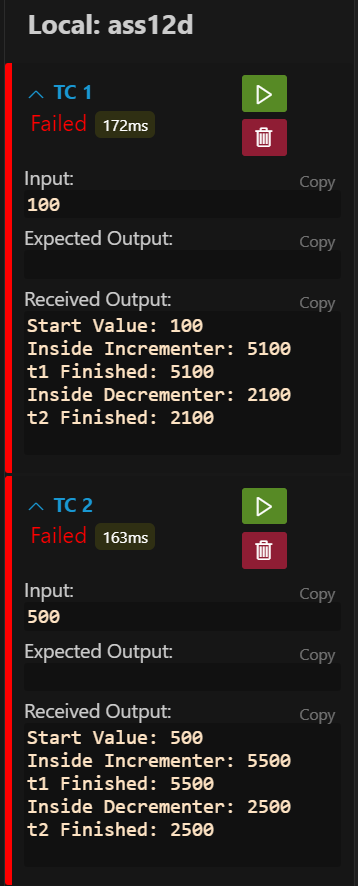 Local: ass12d
TC 1
Failed 172ms
Input:
Copy
100
Expected Output:
Copy
Received Output:
Copy
Start Value: 100
Inside Incrementer: 5100
t1 Finished: 5100
Inside Decrementer: 2100
t2 Finished: 2100
TC 2
Failed 163ms
Input:
Copy
500
Expected Output:
Copy
Received Output:
Copy
Start Value: 500
Inside Incrementer: 5500
t1 Finished: 5500
Inside Decrementer: 2500
t2 Finished: 2500